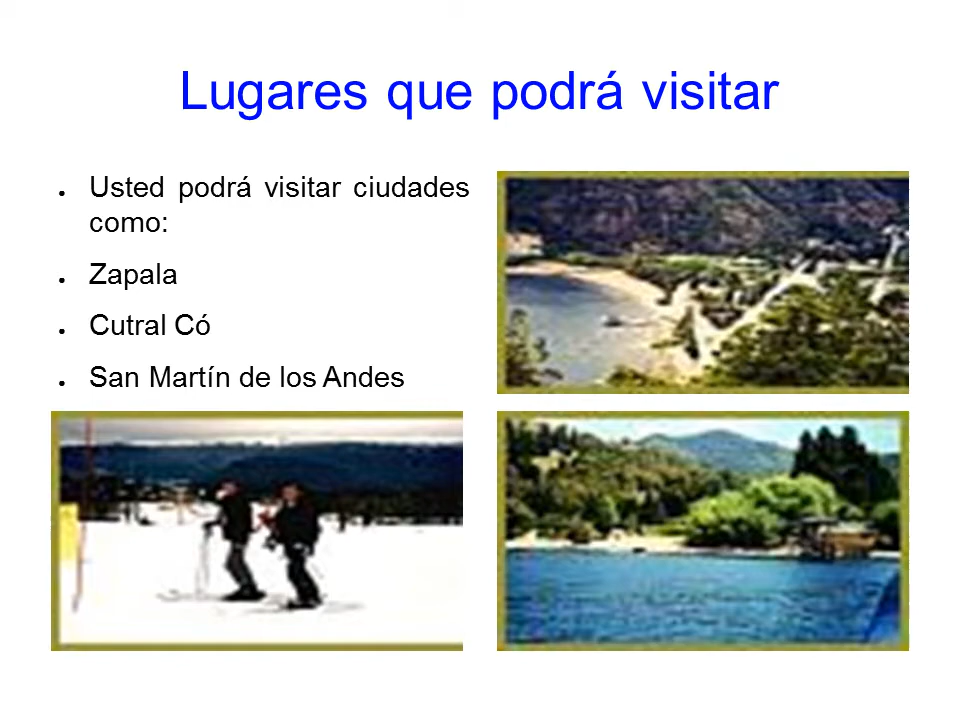 Lugares que podrá visitar
● Usted podrá visitar ciudades
como:
● Zapala
● Cutral Có
● San Martín de los Andes